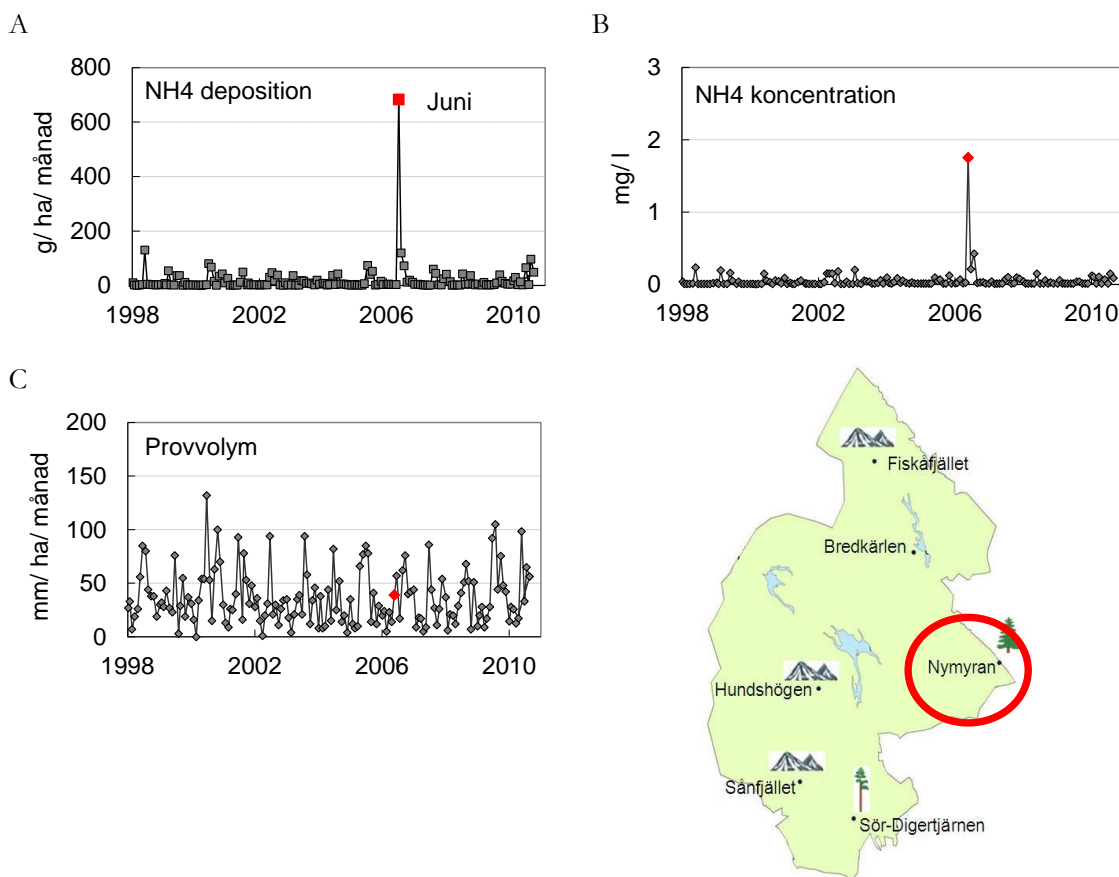 A
NH4 deposition
Juni
g/ ha/ månad
800
600
400
200
0
1998
2002
2006
2010
B
NH4 koncentration
mg/ l
3
2
1
0
1998
2002
2006
2010
C
Provvolym
mm/ ha/ månad
200
150
100
50
0
1998
2002
2006
2010
Fiskåfjället
Bredkärlen
Nymyran
Hundshögen
Sånfjället
Sör-Digertjärnen